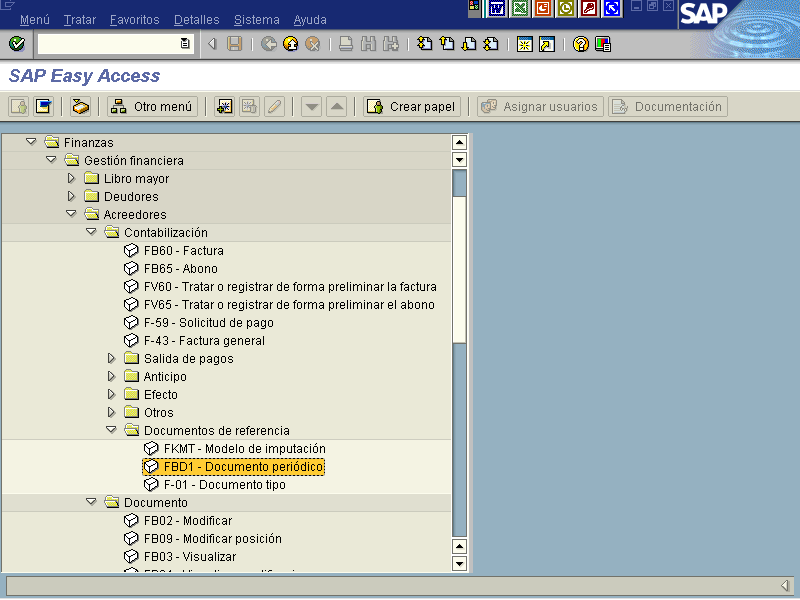 Menú Tratar Favoritos Detalles Sistema Ayuda
SAP
SAP Easy Access
Otro menú Crear papel Asignar usuarios Documentación
Finanzas
Gestión financiera
Libro mayor
Deudores
Acreedores
Contabilización
FB60 - Factura
FB65 - Abono
FV60 - Tratar o registrar de forma preliminar la factura
FV65 - Tratar o registrar de forma preliminar el abono
F-59 - Solicitud de pago
F-43 - Factura general
Salida de pagos
Anticipo
Efecto
Otros
Documentos de referencia
FKMT - Modelo de imputación
FBD1 - Documento periódico
F-01 - Documento tipo
Documento
FB02 - Modificar
FB09 - Modificar posición
FB03 - Visualizar